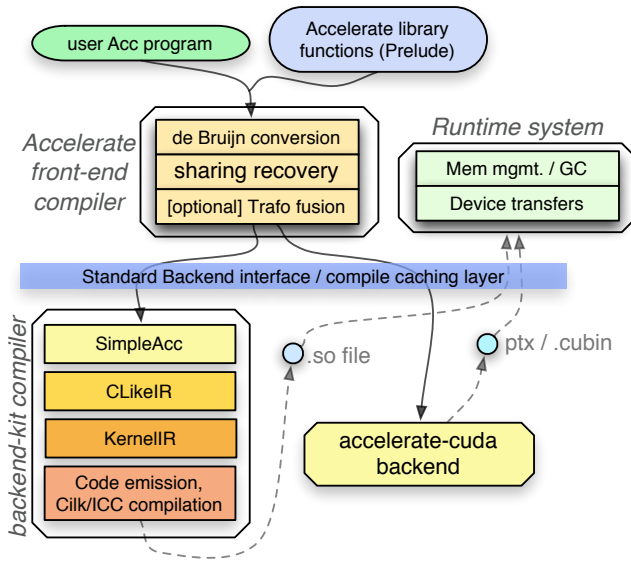 user Acc program
Accelerate library
functions (Prelude)
Accelerate
front-end
compiler
de Bruijn conversion
sharing recovery
[optional] Trafo fusion
Runtime system
Mem mgmt. / GC
Device transfers
Standard Backend interface / compile caching layer
backend-kit compiler
SimpleAcc
CLikeIR
KernelIR
Code emission,
Cilk/ICC compilation
.so file
ptx / .cubin
accelerate-cuda
backend